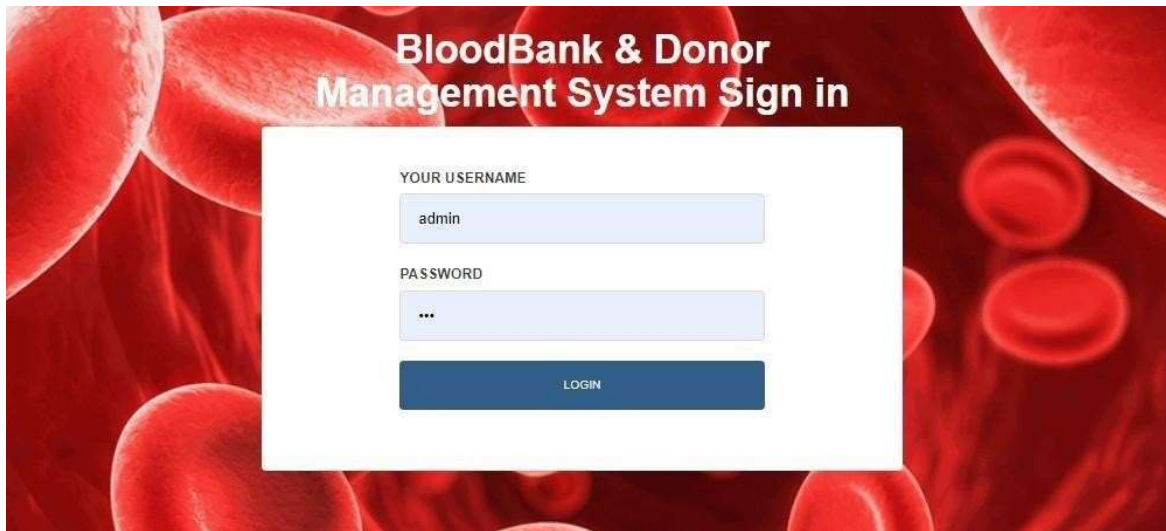 BloodBank & Donor
Management System Sign in
YOUR USERNAME
admin
PASSWORD
•••
LOGIN